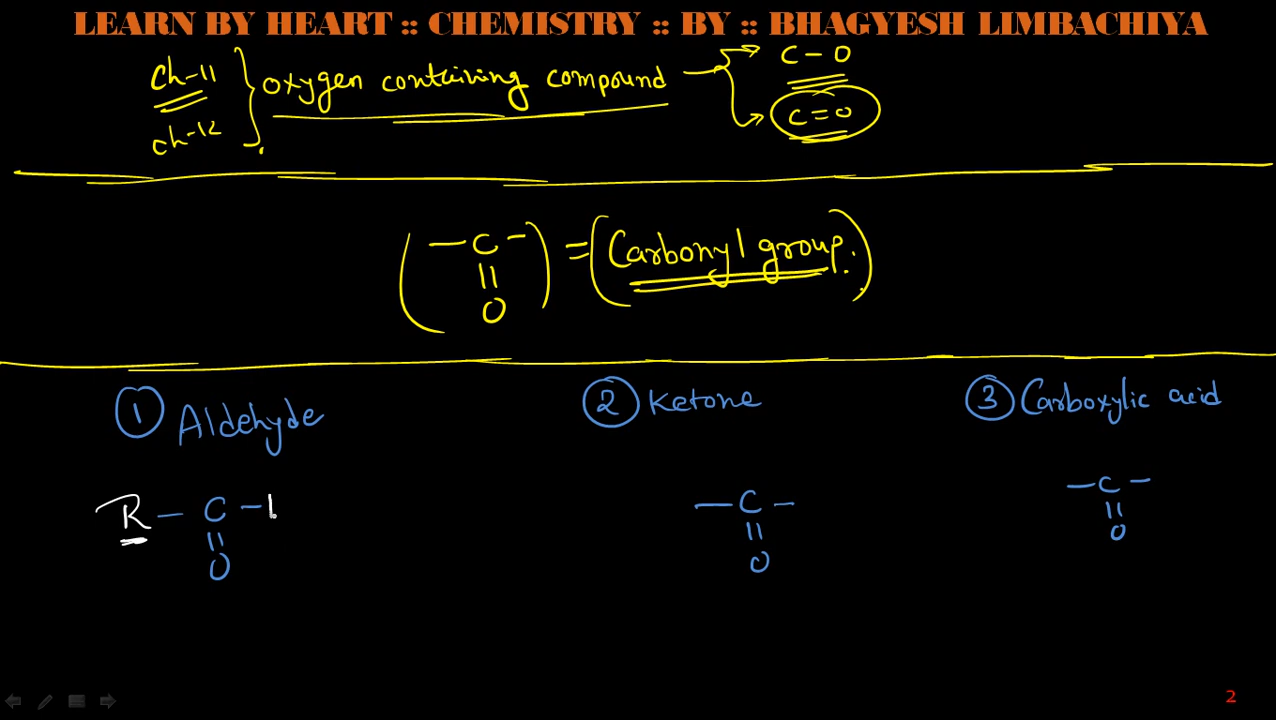 LEARN BY HEART :: CHEMISTRY :: BY :: BHAGYESH LIMBACHIYA
ch-11
ch-12
} oxygen containing compound
C - O
C = O
( - C - ) = (Carbonyl group.)
||
O
① Aldehyde
② Ketone
③ Carboxylic acid
R - C - l
||
O
- C -
||
O
- C -
||
O
2